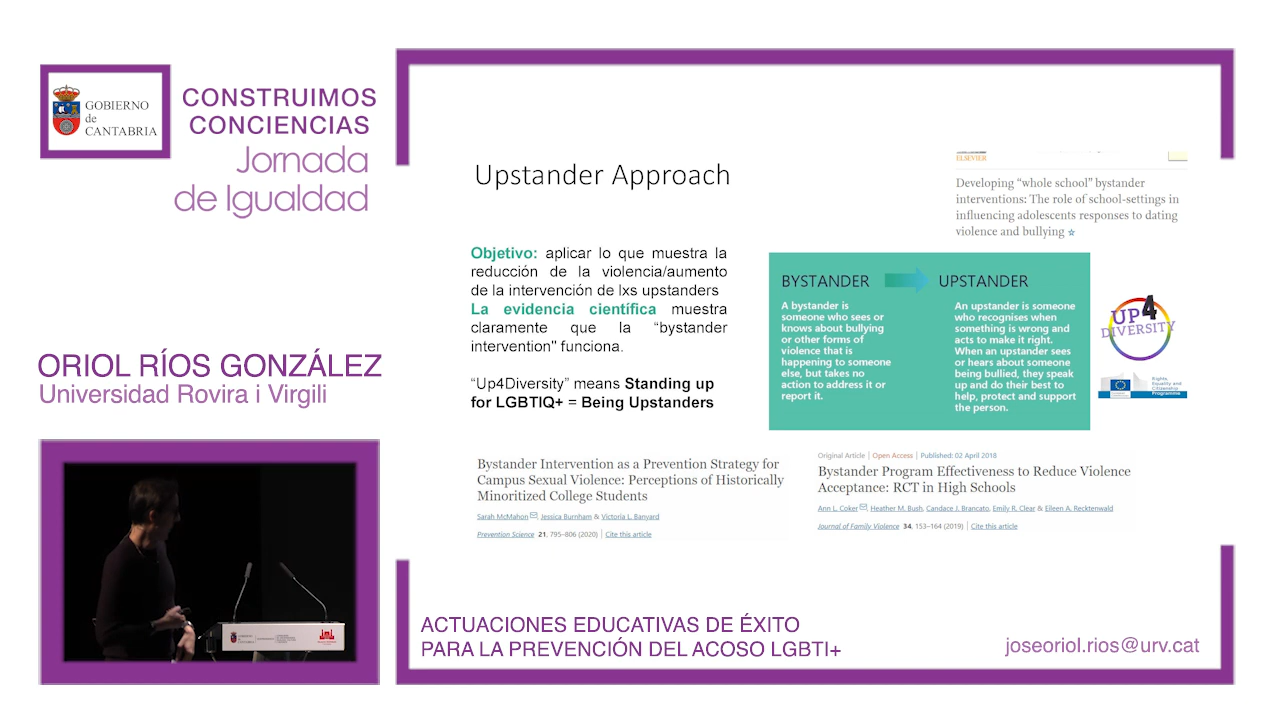 GOBIERNO
de
CANTABRIA
CONSTRUIMOS
CONCIENCIAS
Jornada
de Igualdad
ORIOL RÍOS GONZÁLEZ
Universidad Rovira i Virgili
Upstander Approach
ELSEVIER
Developing “whole school” bystander
interventions: The role of school-settings in
influencing adolescents responses to dating
violence and bullying ☆
Objetivo: aplicar lo que muestra la
reducción de la violencia/aumento
de la intervención de lxs upstanders
La evidencia científica muestra
claramente que la “bystander
intervention" funciona.
“Up4Diversity” means Standing up
for LGBTIQ+ = Being Upstanders
BYSTANDER
A bystander is
someone who sees or
knows about bullying
or other forms of
violence that is
happening to someone
else, but takes no
action to address it or
report it.
UPSTANDER
An upstander is someone
who recognises when
something is wrong and
acts to make it right.
When an upstander sees
or hears about someone
being bullied, they speak
up and do their best to
help, protect and support
the person.
UP4
DIVERSITY
Rights,
Equality and
Citizenship
Programme
Bystander Intervention as a Prevention Strategy for
Campus Sexual Violence: Perceptions of Historically
Minoritized College Students
Sarah McMahon, Jessica Burnham & Victoria L. Banyard
Prevention Science 21, 795–806 (2020) | Cite this article
Original Article | Open Access | Published: 02 April 2018
Bystander Program Effectiveness to Reduce Violence
Acceptance: RCT in High Schools
Ann L. Coker, Heather M. Bush, Candace J. Brancato, Emily R. Clear & Eileen A. Recktenwald
Journal of Family Violence 34, 153–164 (2019) | Cite this article
ACTUACIONES EDUCATIVAS DE ÉXITO
PARA LA PREVENCIÓN DEL ACOSO LGBTI+
joseoriol.rios@urv.cat